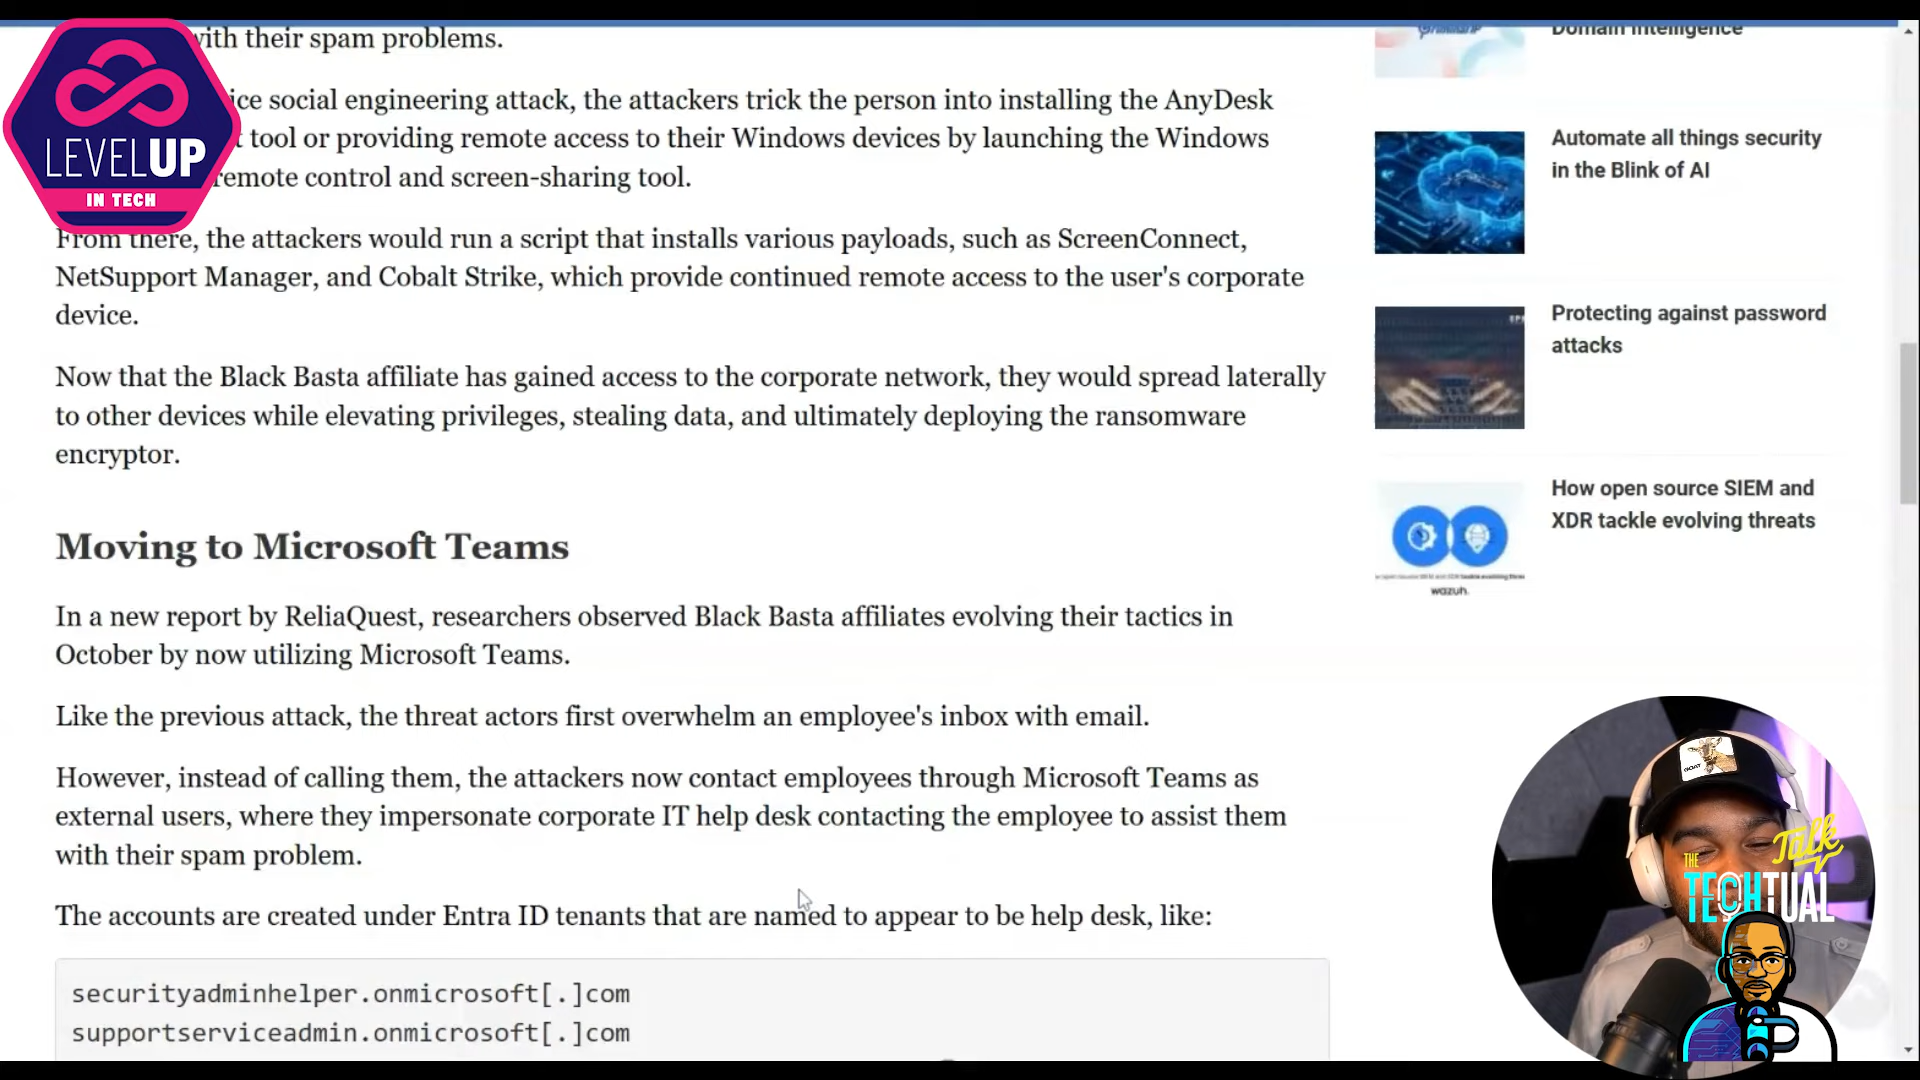 with their spam problems.
ice social engineering attack, the attackers trick the person into installing the AnyDesk
t tool or providing remote access to their Windows devices by launching the Windows
remote control and screen-sharing tool.
From there, the attackers would run a script that installs various payloads, such as ScreenConnect,
NetSupport Manager, and Cobalt Strike, which provide continued remote access to the user's corporate
device.
Now that the Black Basta affiliate has gained access to the corporate network, they would spread laterally
to other devices while elevating privileges, stealing data, and ultimately deploying the ransomware
encryptor.
Moving to Microsoft Teams
In a new report by ReliaQuest, researchers observed Black Basta affiliates evolving their tactics in
October by now utilizing Microsoft Teams.
Like the previous attack, the threat actors first overwhelm an employee's inbox with email.
However, instead of calling them, the attackers now contact employees through Microsoft Teams as
external users, where they impersonate corporate IT help desk contacting the employee to assist them
with their spam problem.
The accounts are created under Entra ID tenants that are named to appear to be help desk, like:
securityadminhelper.onmicrosoft[.]com
supportserviceadmin.onmicrosoft[.]com
LEVEL UP
IN TECH
Domain Intelligence
Automate all things security
in the Blink of AI
Protecting against password
attacks
How open source SIEM and
XDR tackle evolving threats
wazuh.
GOAT
THE
TECHTUAL
Talk